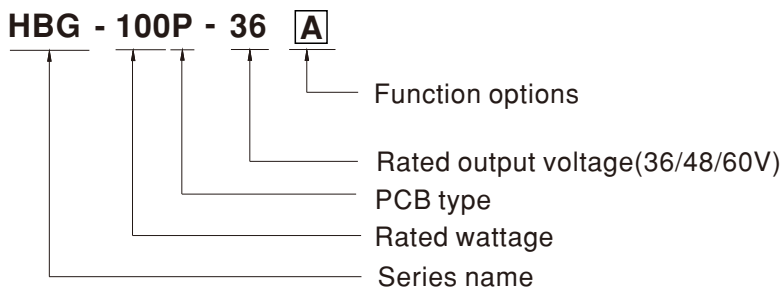 HBG - 100P - 36 A
Function options
Rated output voltage(36/48/60V)
PCB type
Rated wattage
Series name